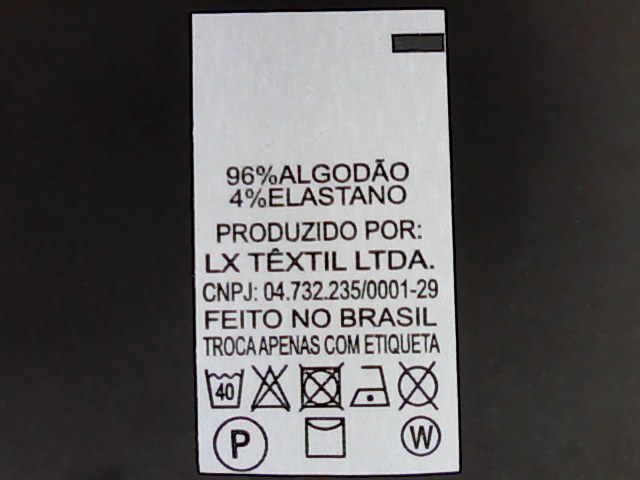 96%ALGODÃO
4%ELASTANO
PRODUZIDO POR:
LX TÊXTIL LTDA.
CNPJ: 04.732.235/0001-29
FEITO NO BRASIL
TROCA APENAS COM ETIQUETA
40
P W